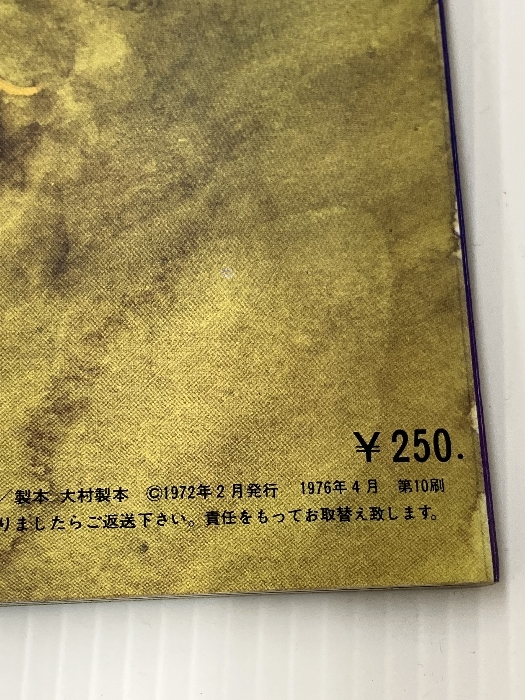 ￥250.
／製本 大村製本 ©1972年2月発行 1976年4月 第10刷
りましたらご返送下さい。責任をもってお取替え致します。